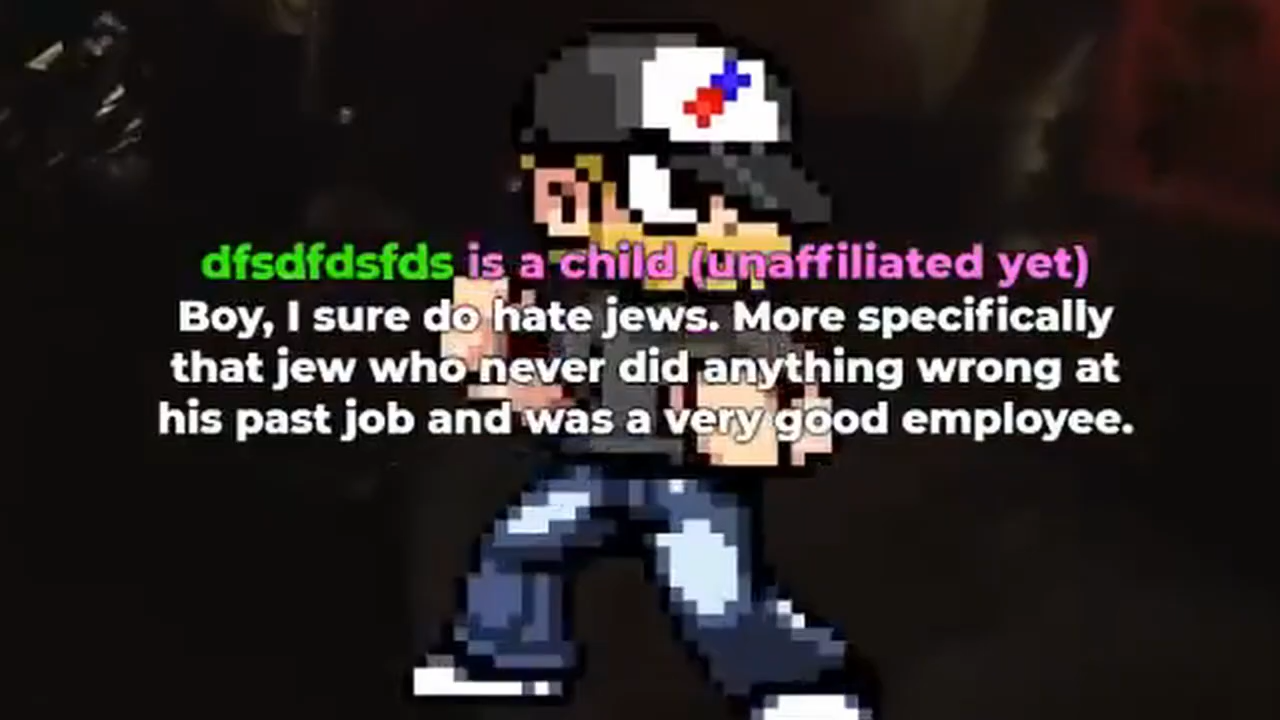 dfsdfdsfds is a child (unaffiliated yet)
Boy, I sure do hate jews. More specifically
that jew who never did anything wrong at
his past job and was a very good employee.